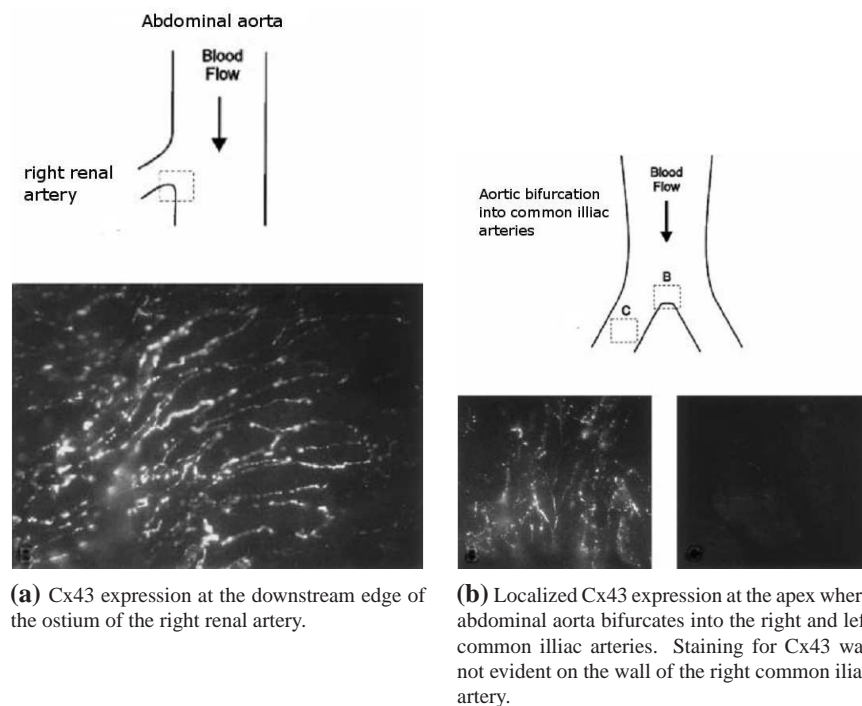 Abdominal aorta
Blood
Flow
right renal
artery
(a) Cx43 expression at the downstream edge of
the ostium of the right renal artery.
Aortic bifurcation
into common illiac
arteries
Blood
Flow
B
C
C
(b) Localized Cx43 expression at the apex wher
abdominal aorta bifurcates into the right and lef
common illiac arteries. Staining for Cx43 wa
not evident on the wall of the right common ilia
artery.